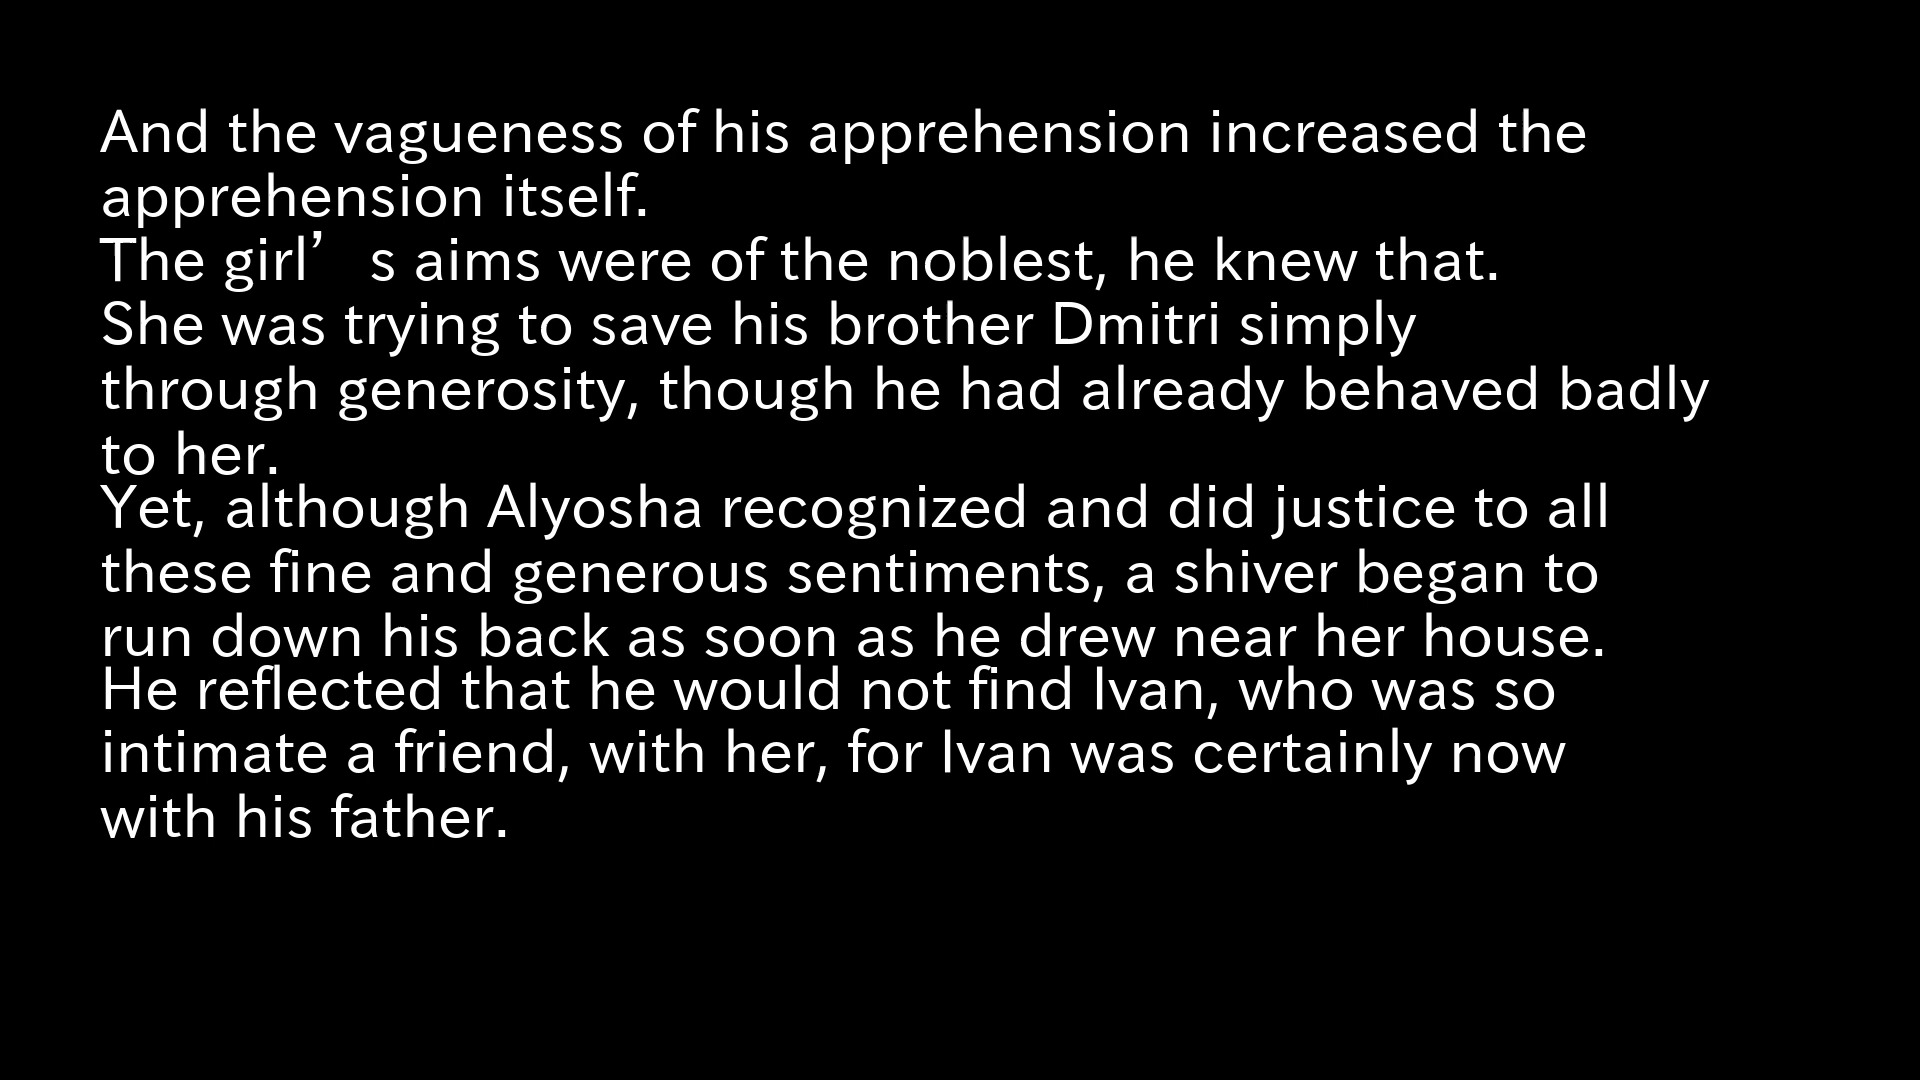 And the vagueness of his apprehension increased the
apprehension itself.
The girl’s aims were of the noblest, he knew that.
She was trying to save his brother Dmitri simply
through generosity, though he had already behaved badly
to her.
Yet, although Alyosha recognized and did justice to all
these fine and generous sentiments, a shiver began to
run down his back as soon as he drew near her house.
He reflected that he would not find Ivan, who was so
intimate a friend, with her, for Ivan was certainly now
with his father.